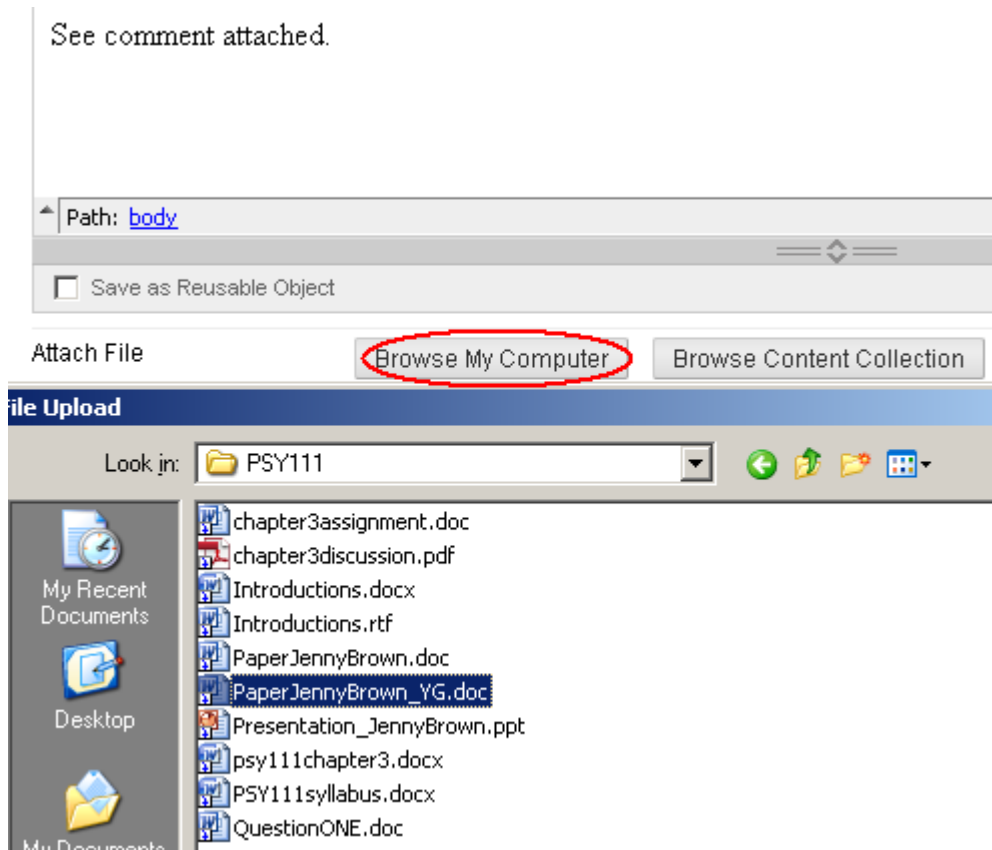 See comment attached.
Path: body
Save as Reusable Object
Attach File Browse My Computer Browse Content Collection
File Upload
Look in: PSY111
chapter3assignment.doc
chapter3discussion.pdf
Introductions.docx
Introductions.rtf
PaperJennyBrown.doc
PaperJennyBrown_YG.doc
Presentation_JennyBrown.ppt
psy111chapter3.docx
PSY111syllabus.docx
QuestionONE.doc
My Recent
Documents
Desktop
My Documents